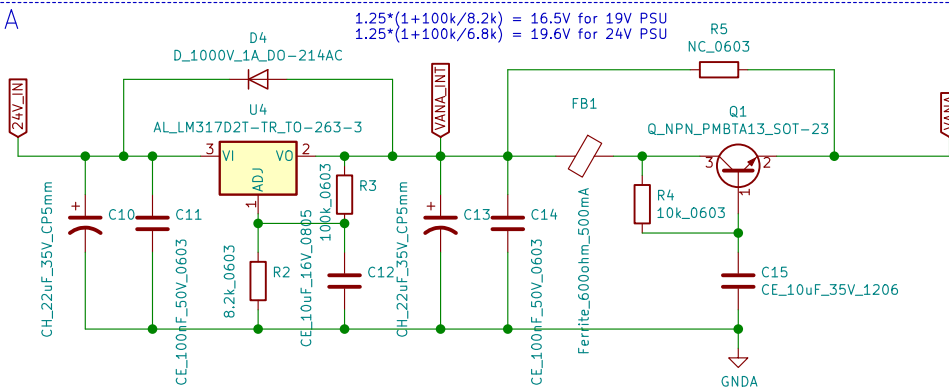 A
1.25*(1+100k/8.2k) = 16.5V for 19V PSU
1.25*(1+100k/6.8k) = 19.6V for 24V PSU
D4
D_1000V_1A_DO-214AC
R5
NC_0603
24V_IN
U4
AL_LM317D2T-TR_TO-263-3
VANA_INT
FB1
Q1
Q_NPN_PMBTA13_SOT-23
VANA
3
VI
VO
2
ADJ
1
3
2
1
R3
100k_0603
R4
10k_0603
C10
CH_22uF_35V_CP5mm
C11
CE_100nF_50V_0603
R2
8.2k_0603
C12
CE_10uF_16V_0805
C13
CH_22uF_35V_CP5mm
C14
CE_100nF_50V_0603
Ferrite_600ohm_500mA
C15
CE_10uF_35V_1206
GNDA